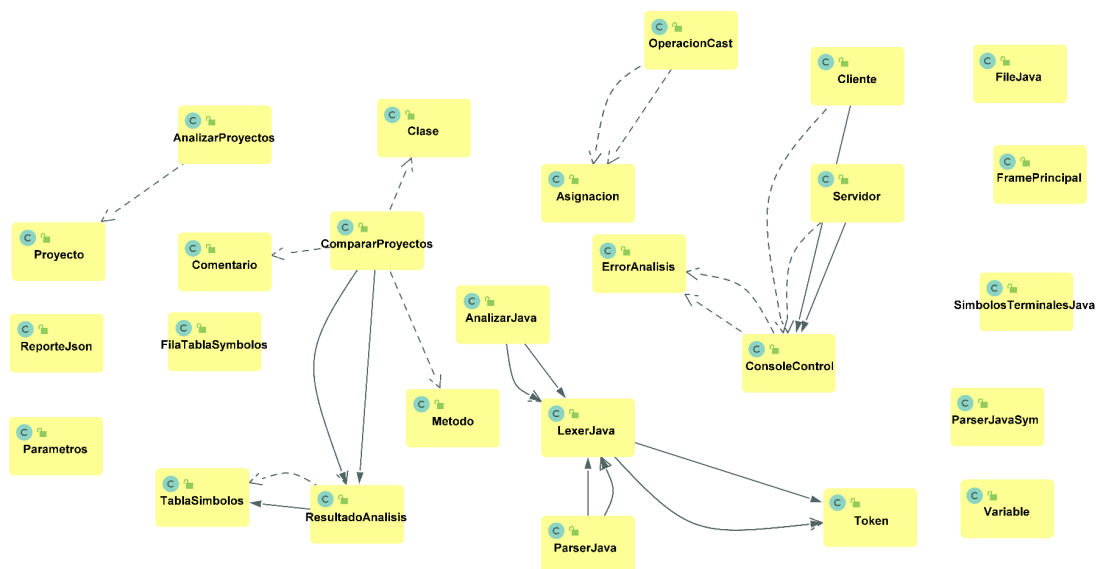 C
OperacionCast
C
Cliente
C
FileJava
C
AnalizarProyectos
C
Clase
C
FramePrincipal
C
Asignacion
C
Servidor
C
Proyecto
C
Comentario
C
CompararProyectos
C
ErrorAnalisis
C
SimbolosTerminalesJava
C
ReporteJson
C
FilaTablaSymbolos
C
AnalizarJava
C
ConsoleControl
C
Parametros
C
Metodo
C
LexerJava
C
ParserJavaSym
C
TablaSimbolos
C
ResultadoAnalisis
C
ParserJava
C
Token
C
Variable